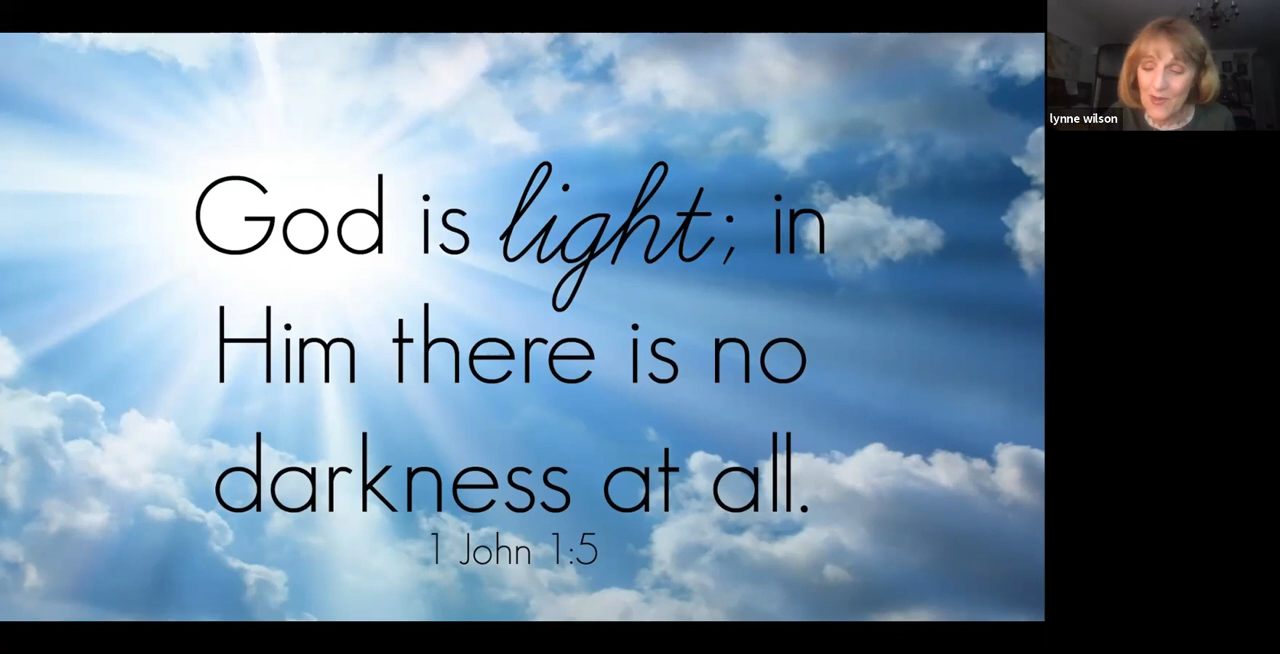 God is light; in
Him there is no
darkness at all.
1 John 1:5
lynne wilson